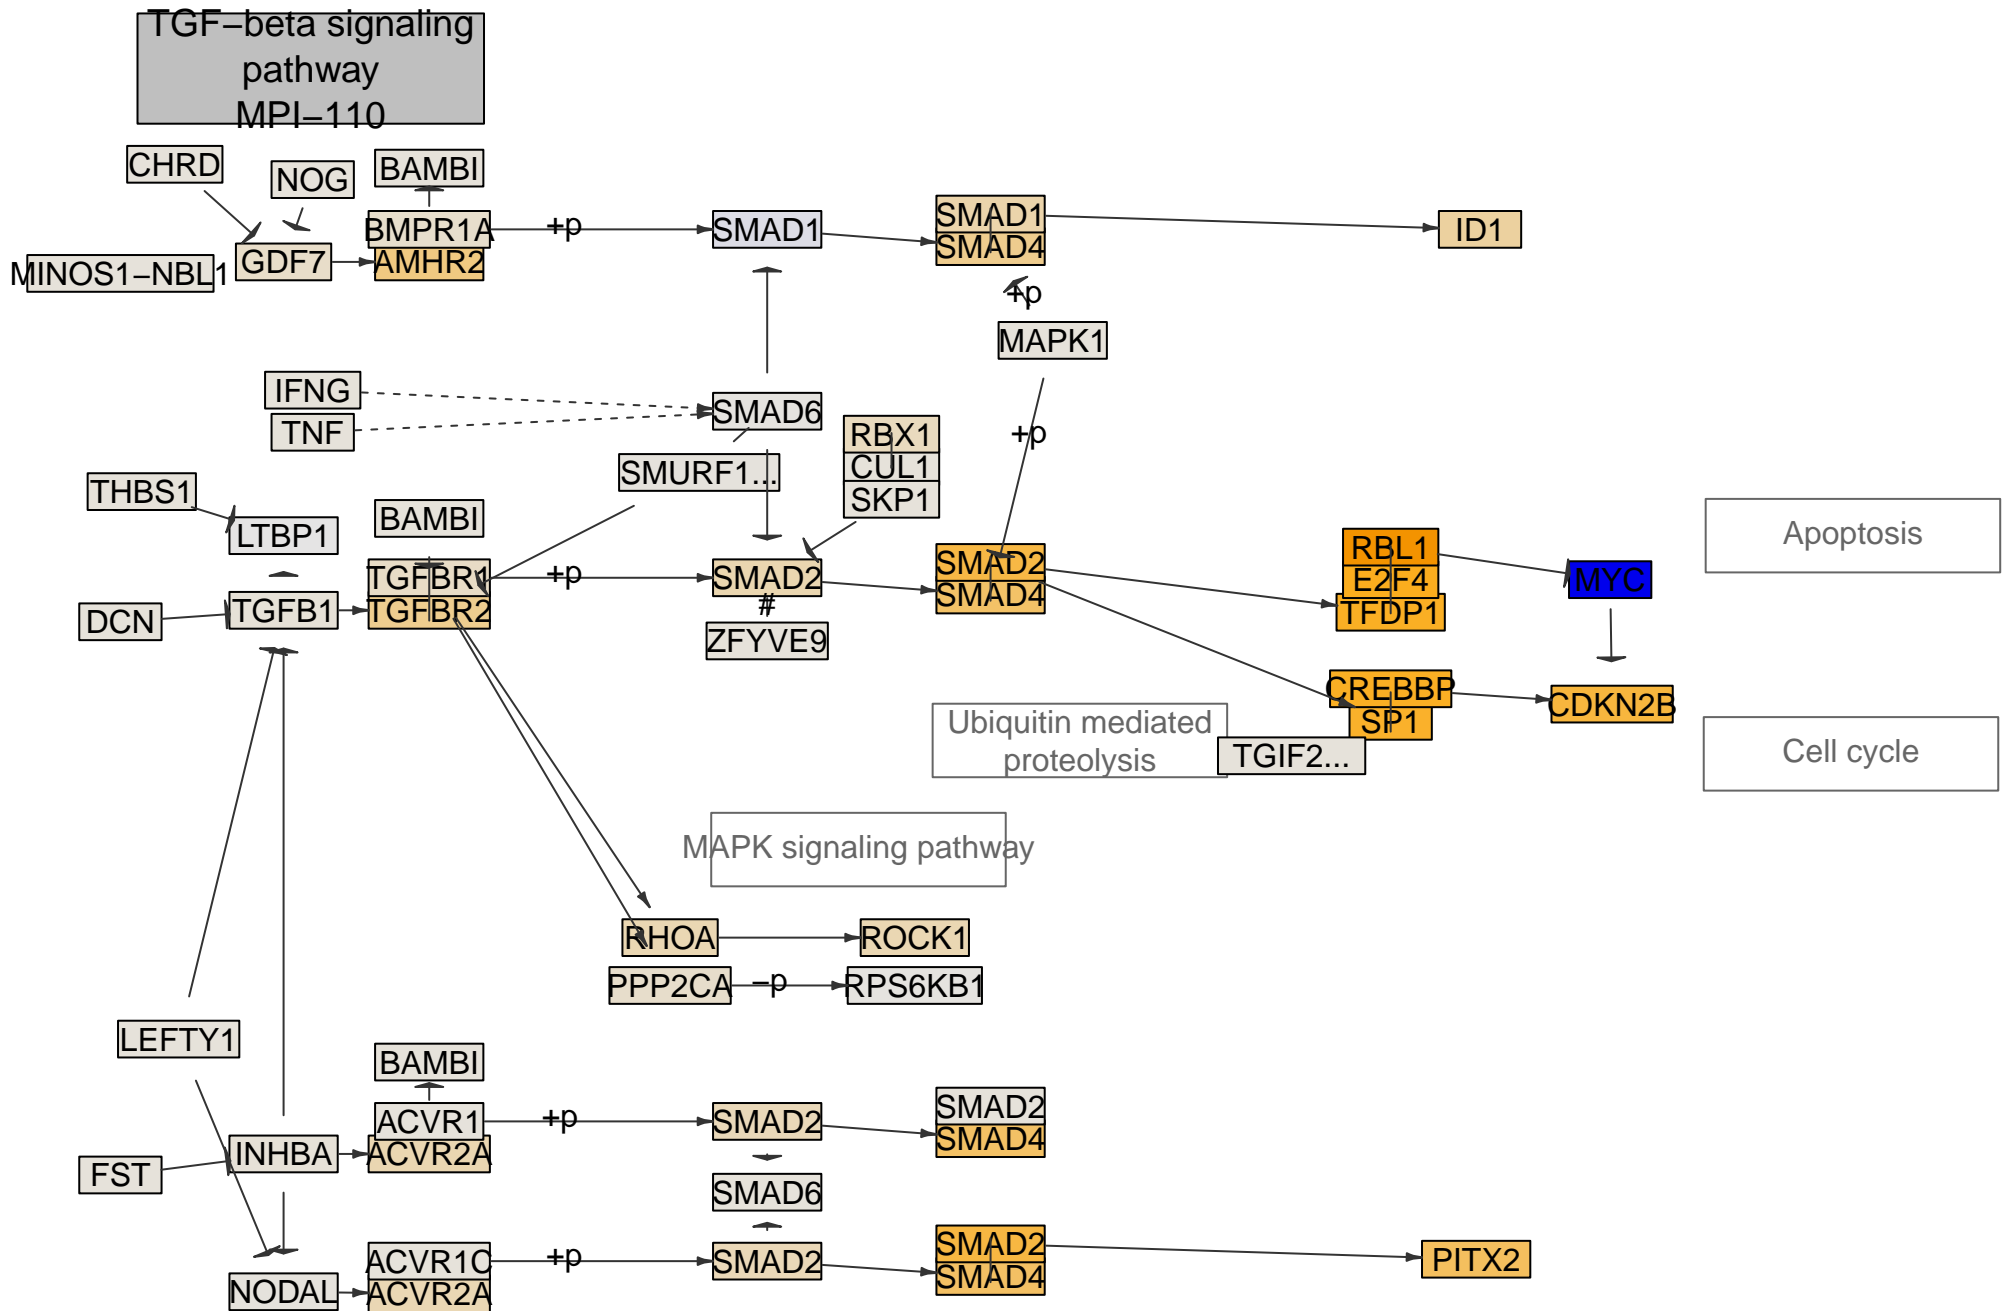 TGF−beta signaling
pathway
MPI−110
CHRD
NOG
BAMBI
BMPR1A
AMHR2
MINOS1−NBL1
GDF7
+p
SMAD1
SMAD1
SMAD4
ID1
+p
MAPK1
IFNG
TNF
SMAD6
+p
RBX1
CUL1
SKP1
SMURF1...
THBS1
LTBP1
BAMBI
TGFBR1
TGFBR2
DCN
TGFB1
+p
SMAD2
#
ZFYVE9
SMAD2
SMAD4
RBL1
E2F4
TFDP1
MYC
Apoptosis
CREBBP
SP1
CDKN2B
Ubiquitin mediated
proteolysis
TGIF2...
Cell cycle
MAPK signaling pathway
RHOA
ROCK1
PPP2CA
−p
RPS6KB1
LEFTY1
BAMBI
ACVR1
ACVR2A
INHBA
FST
+p
SMAD2
SMAD2
SMAD4
SMAD6
ACVR1C
ACVR2A
NODAL
+p
SMAD2
SMAD2
SMAD4
PITX2